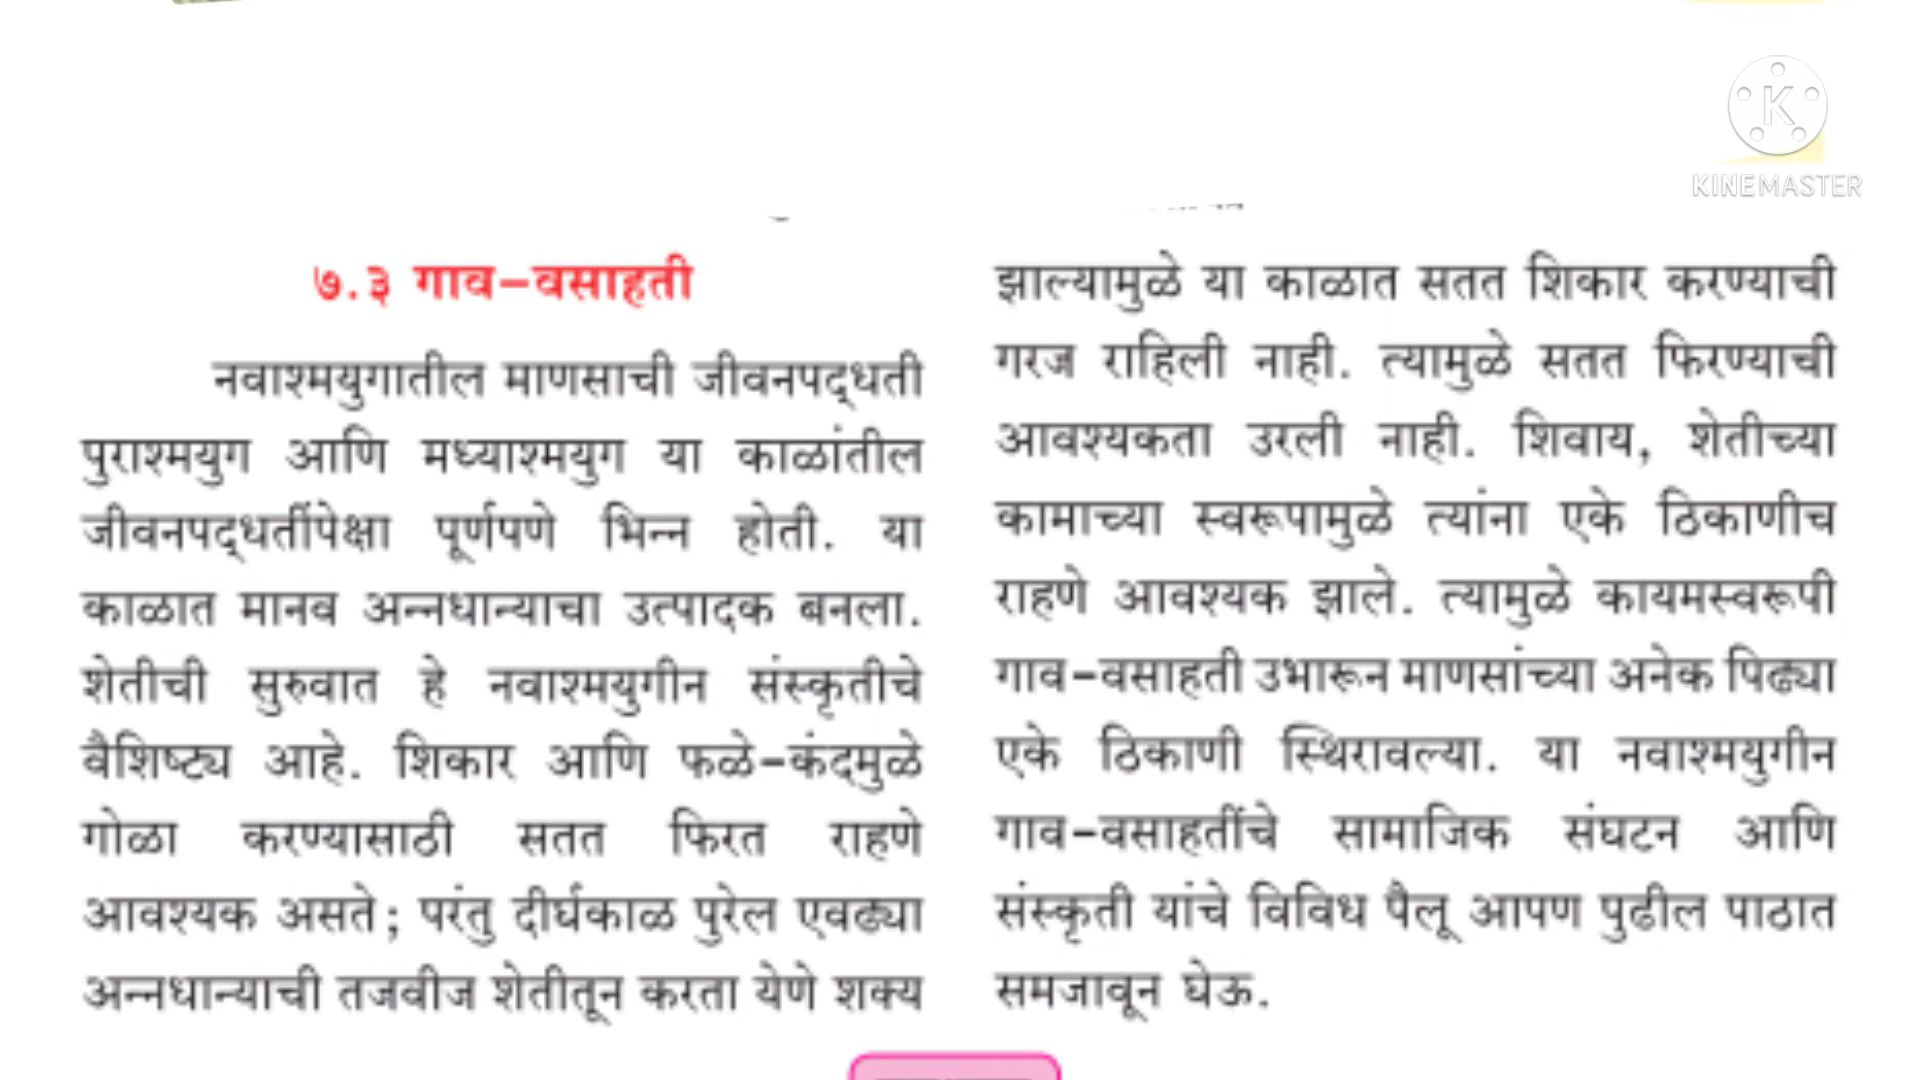 K
KINEMASTER
७.३ गाव-वसाहती
नवाश्मयुगातील माणसाची जीवनपद्धती
पुराश्मयुग आणि मध्याश्मयुग या काळांतील
जीवनपद्धतींपेक्षा पूर्णपणे भिन्न होती. या
काळात मानव अन्नधान्याचा उत्पादक बनला.
शेतीची सुरुवात हे नवाश्मयुगीन संस्कृतीचे
वैशिष्ट्य आहे. शिकार आणि फळे-कंदमुळे
गोळा करण्यासाठी सतत फिरत राहणे
आवश्यक असते; परंतु दीर्घकाळ पुरेल एवढ्या
अन्नधान्याची तजवीज शेतीतून करता येणे शक्य
झाल्यामुळे या काळात सतत शिकार करण्याची
गरज राहिली नाही. त्यामुळे सतत फिरण्याची
आवश्यकता उरली नाही. शिवाय, शेतीच्या
कामाच्या स्वरूपामुळे त्यांना एके ठिकाणीच
राहणे आवश्यक झाले. त्यामुळे कायमस्वरूपी
गाव-वसाहती उभारून माणसांच्या अनेक पिढ्या
एके ठिकाणी स्थिरावल्या. या नवाश्मयुगीन
गाव-वसाहतींचे सामाजिक संघटन आणि
संस्कृती यांचे विविध पैलू आपण पुढील पाठात
समजावून घेऊ.